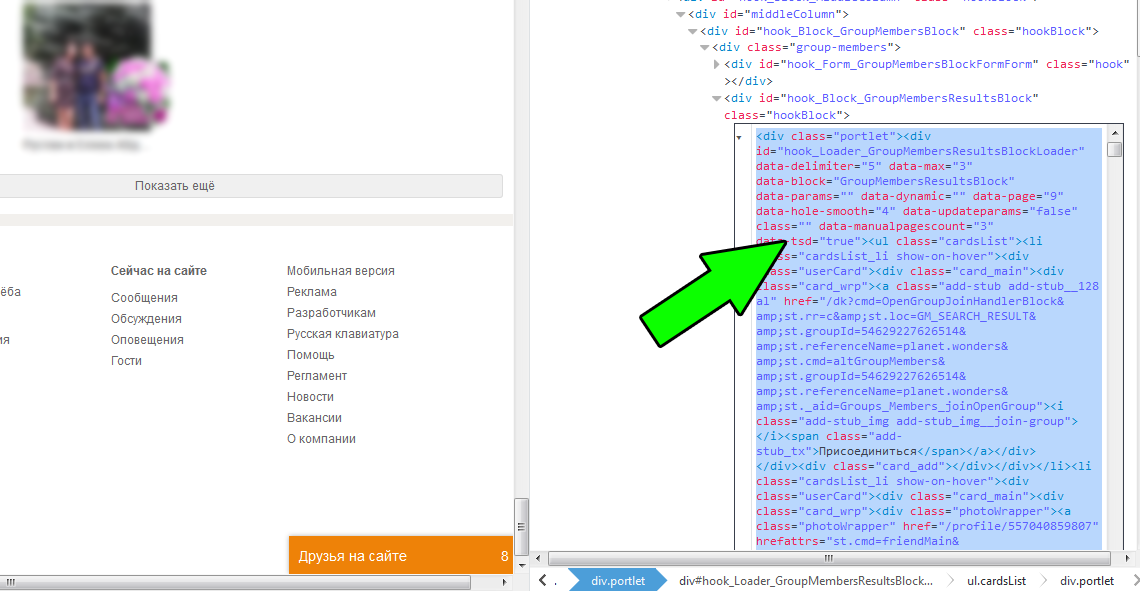 Показать ещё
Сейчас на сайте
Сообщения
Обсуждения
Оповещения
Гости
ёба
ия
Мобильная версия
Реклама
Разработчикам
Русская клавиатура
Помощь
Регламент
Новости
Вакансии
О компании
Друзья на сайте 8
<div id="middleColumn">
<div id="hook_Block_GroupMembersBlock" class="hookBlock">
<div class="group-members">
<div id="hook_Form_GroupMembersBlockFormForm" class="hook"
></div>
<div id="hook_Block_GroupMembersResultsBlock"
class="hookBlock">
<div class="portlet"><div
id="hook_Loader_GroupMembersResultsBlockLoader"
data-delimiter="5" data-max="3"
data-block="GroupMembersResultsBlock"
data-params="" data-dynamic="" data-page="9"
data-hole-smooth="4" data-updateparams="false"
class="" data-manualpagescount="3"
tsd="true"><ul class="cardsList"><li
"cardsList_li show-on-hover"><div
"userCard"><div class="card_main"><div
"card_wrp"><a class="add-stub add-stub__128
al" href="/dk?cmd=OpenGroupJoinHandlerBlock&
amp;st.rr=c&amp;st.loc=GM_SEARCH_RESULT&
amp;st.groupId=54629227626514&
amp;st.referenceName=planet.wonders&
amp;st.cmd=altGroupMembers&
amp;st.groupId=54629227626514&
amp;st.referenceName=planet.wonders&
amp;st._aid=Groups_Members_joinOpenGroup"><i
class="add-stub_img add-stub_img__join-group">
</i><span class="add-
stub_tx">Присоединиться</span></a></div>
</div><div class="card_add"></div></div></li><li
class="cardsList_li show-on-hover"><div
class="userCard"><div class="card_main"><div
class="card_wrp"><div class="photoWrapper"><a
class="photoWrapper" href="/profile/557040859807"
hrefattrs="st.cmd=friendMain&
div.portlet div#hook_Loader_GroupMembersResultsBlock... ul.cardsList div.portlet